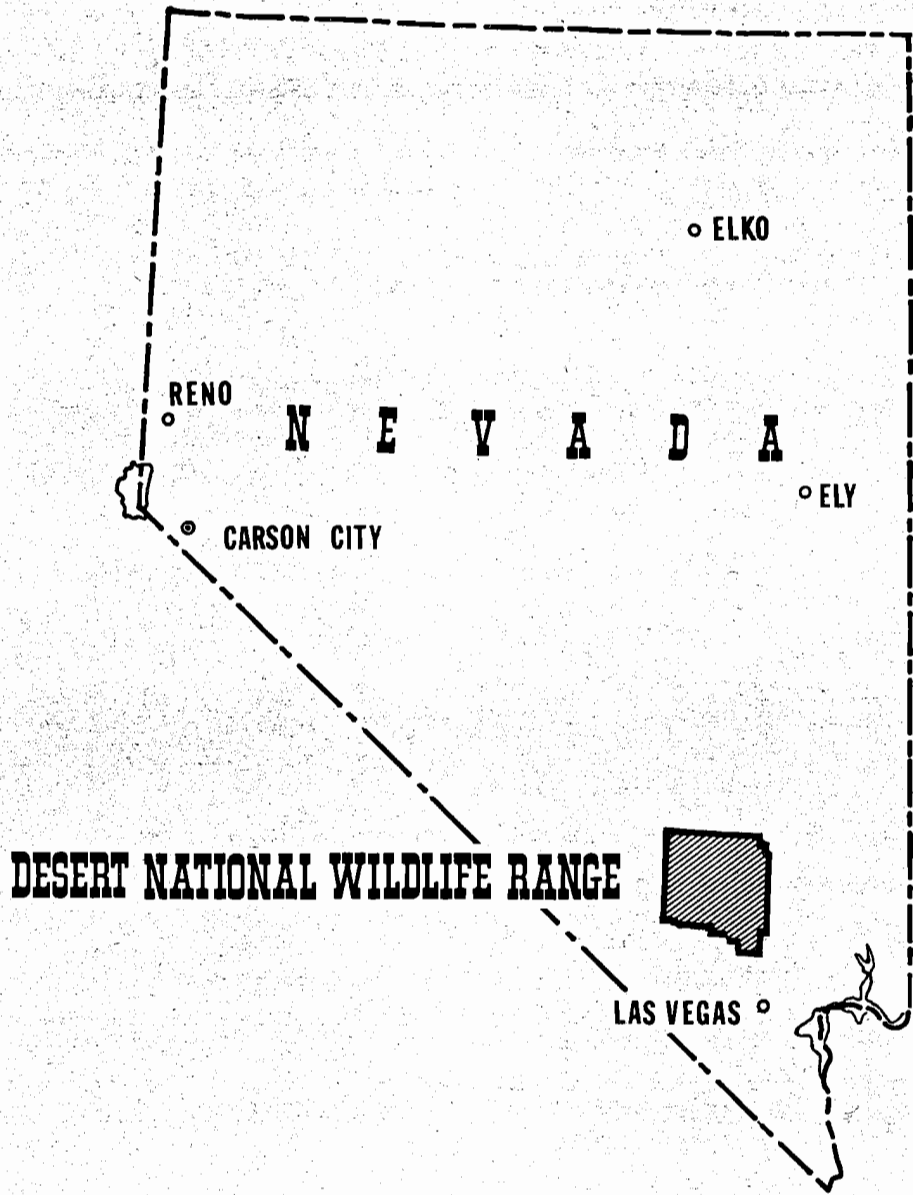 ELKO
RENO
N E V A D A
ELY
CARSON CITY
DESERT NATIONAL WILDLIFE RANGE
LAS VEGAS